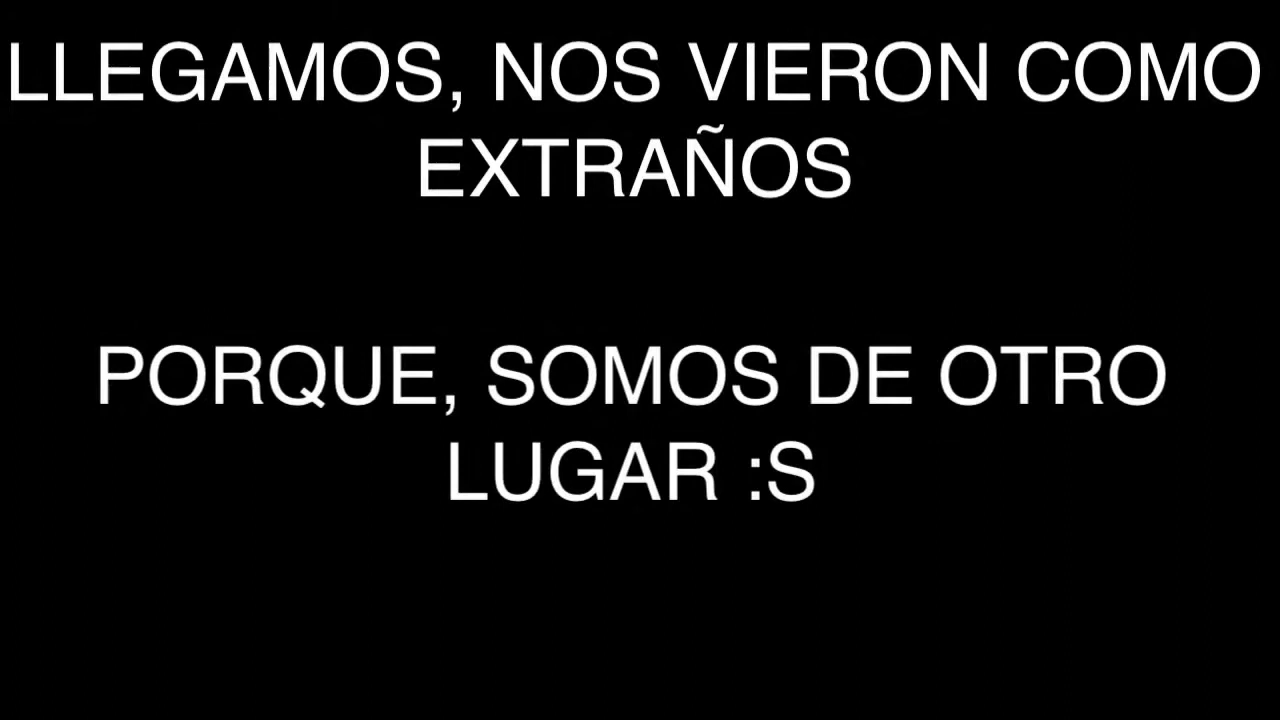 LLEGAMOS, NOS VIERON COMO
EXTRAÑOS
PORQUE, SOMOS DE OTRO
LUGAR :S